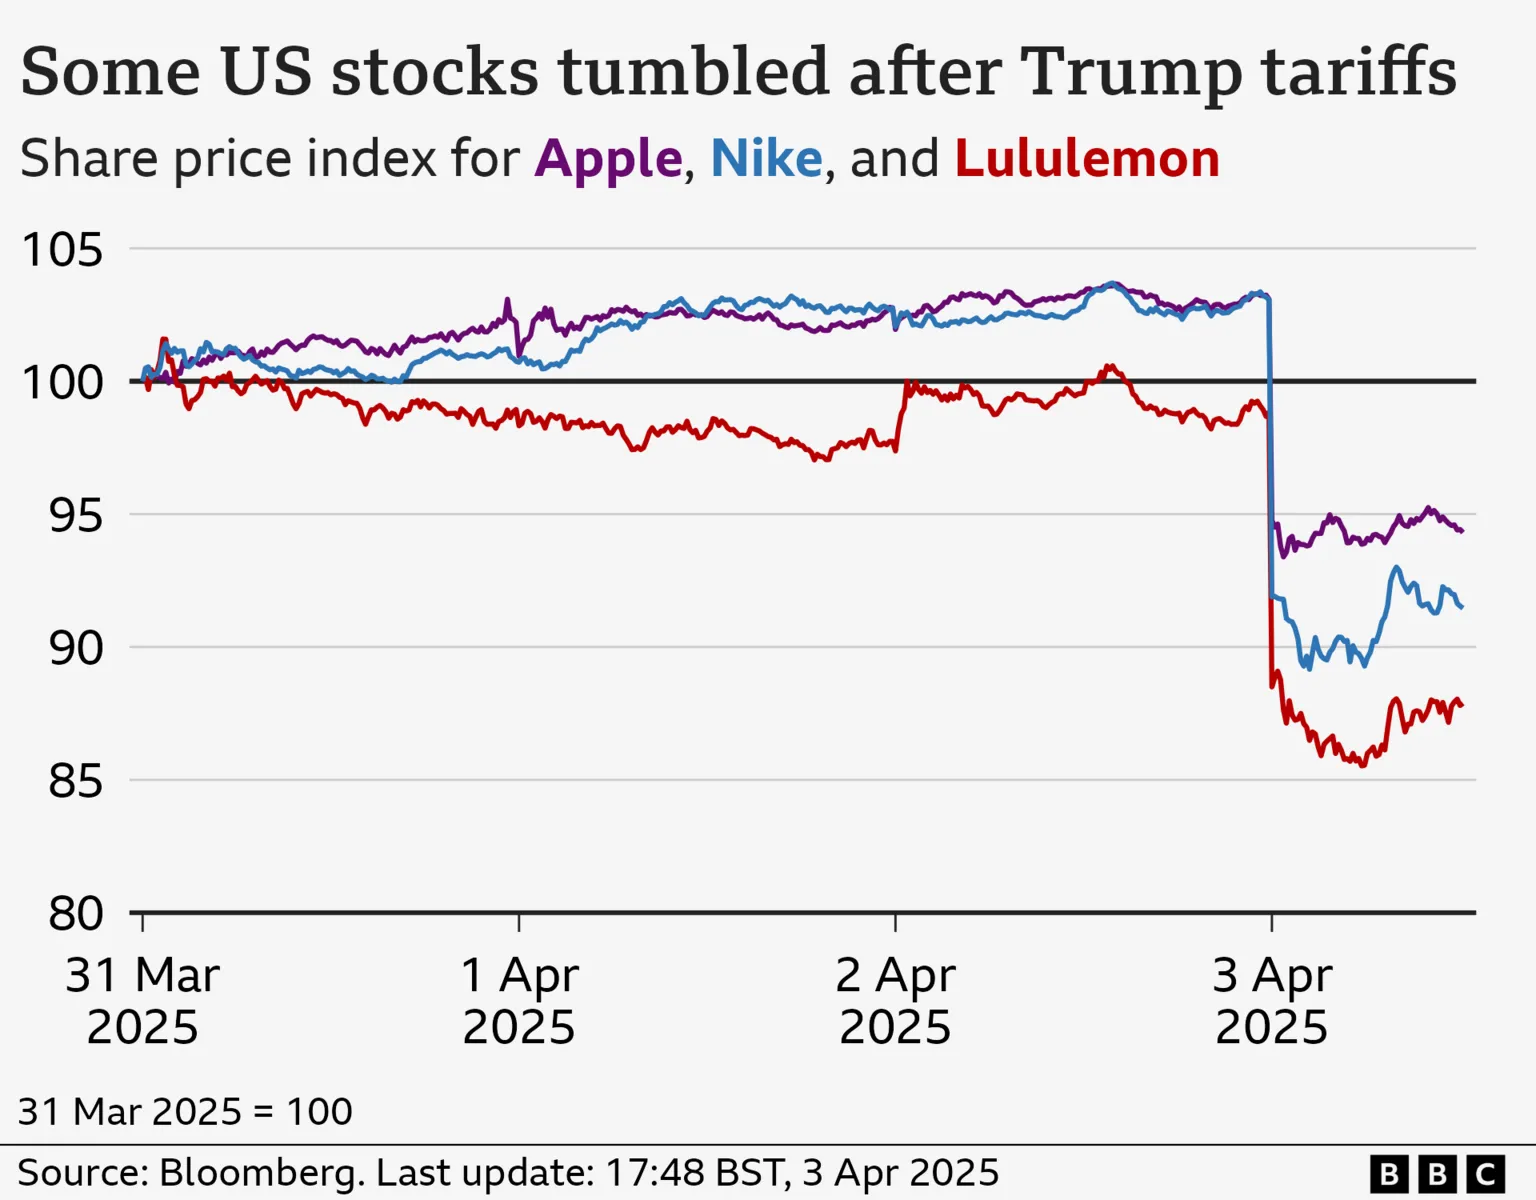 Some US stocks tumbled after Trump tariffs
Share price index for Apple, Nike, and Lululemon
105
100
95
90
85
80
31 Mar 2025
1 Apr 2025
2 Apr 2025
3 Apr 2025
31 Mar 2025 = 100
Source: Bloomberg. Last update: 17:48 BST, 3 Apr 2025
BBC